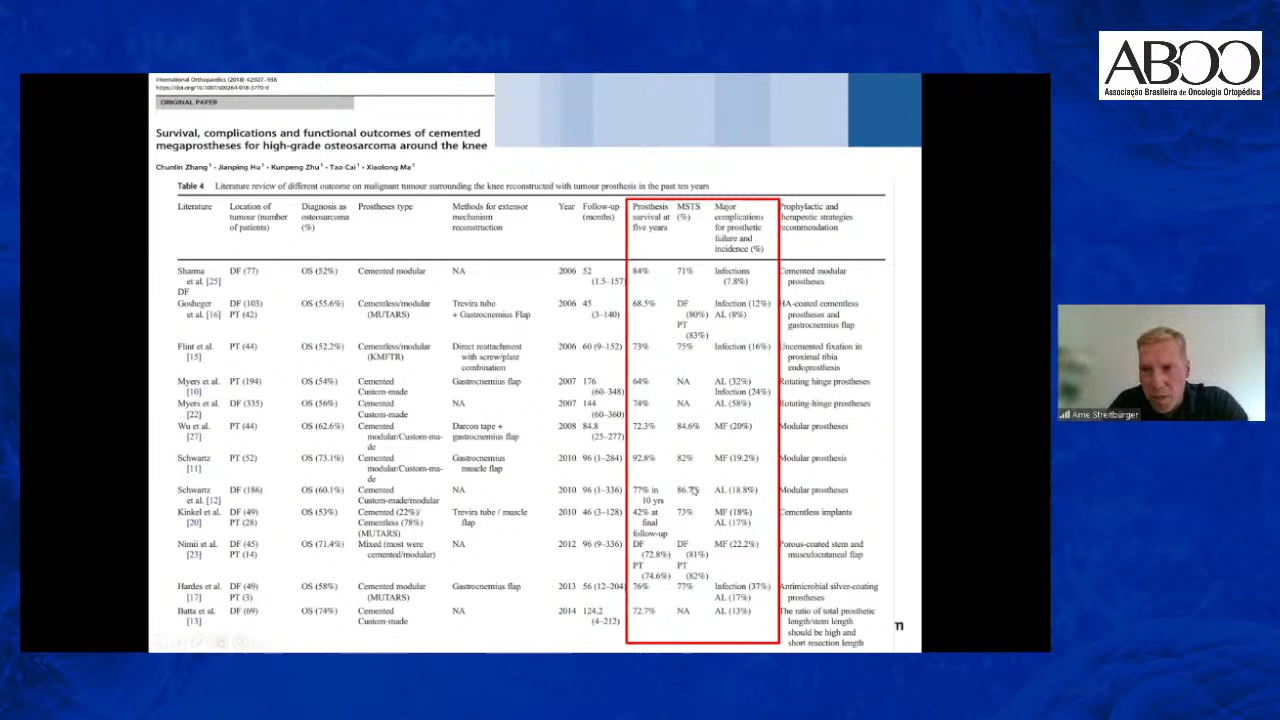 International Orthopaedics (2018) 42:927–938
https://doi.org/10.1007/s00264-018-3770-9
ORIGINAL PAPER
Survival, complications and functional outcomes of cemented
megaprostheses for high-grade osteosarcoma around the knee
Chunlin Zhang¹ · Jianping Hu¹ · Kunpeng Zhu¹ · Tao Cai¹ · Xiaolong Ma¹
Table 4 Literature review of different outcome on malignant tumour surrounding the knee reconstructed with tumour prosthesis in the past ten years
Literature Location of Diagnosis as Prostheses type Methods for extensor Year Follow-up Prosthesis MSTS Major Prophylactic and
tumour (number osteosarcoma mechanism (months) survival at (%) complications therapeutic strategies
of patients) (%) reconstruction five years for prosthetic recommendation
failure and
incidence (%)
Sharma DF (77) OS (52%) Cemented modular NA 2006 52 84% 71% Infections Cemented modular
et al. [25] (1.5–157) (7.8%) prostheses
DF
Gosheger DF (103) OS (55.6%) Cementless/modular Trevira tube 2006 45 68.5% DF Infection (12%) HA-coated cementless
et al. [16] PT (42) (MUTARS) + Gastrocnemius Flap (3–140) (80%) AL (8%) prostheses and
PT gastrocnemius flap
(83%)
Flint et al. PT (44) OS (52.2%) Cementless/modular Direct reattachment 2006 60 (9–152) 73% 75% Infection (16%) Uncemented fixation in
[15] (KMFTR) with screw/plate proximal tibia
combination endoprosthesis
Myers et al. PT (194) OS (54%) Cemented Gastrocnemius flap 2007 176 64% NA AL (32%) Rotating hinge prostheses
[10] Custom-made (60–348) Infection (24%)
Myers et al. DF (335) OS (56%) Cemented NA 2007 144 74% NA AL (58%) Rotating-hinge prostheses
[22] Custom-made (60–360)
Wu et al. PT (44) OS (62.6%) Cemented Darcon tape + 2008 84.8 72.3% 84.6% MF (20%) Modular prostheses
[27] modular/Custom-ma- gastrocnemius flap (25–277)
de
Schwartz PT (52) OS (73.1%) Cemented Gastrocnemius 2010 96 (1–284) 92.8% 82% MF (19.2%) Modular prosthesis
[11] modular/Custom-ma- muscle flap
de
Schwartz DF (186) OS (60.1%) Cemented NA 2010 96 (1–336) 77% in 86.7% AL (18.8%) Modular prostheses
et al. [12] Custom-made/modular 10 yrs
Kinkel et al. DF (49) OS (53%) Cemented (22%)/ Trevira tube / muscle 2010 46 (3–128) 42% at 73% MF (18%) Cementless implants
[20] PT (28) Cementless (78%) flap final AL (17%)
(MUTARS) follow-up
Nimii et al. DF (45) OS (71.4%) Mixed (most were NA 2012 96 (9–336) DF DF MF (22.2%) Porous-coated stem and
[23] PT (14) cemented/modular) (72.8%) (81%) musculocutaneal flap
PT PT
(74.6%) (82%)
Hardes et al. DF (49) OS (58%) Cemented modular Gastrocnemius flap 2013 56 (12–204) 76% 77% Infection (37%) Antimicrobial silver-coating
[17] PT (3) (MUTARS) AL (17%) prostheses
Batta et al. DF (69) OS (74%) Cemented NA 2014 124.2 72.7% NA AL (13%) The ratio of total prosthetic
[13] Custom-made (4–212) length/stem length
should be high and
short resection length
ABOO
Associação Brasileira de Oncologia Ortopédica
Arne Streitbürger